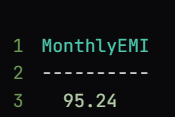 1 MonthlyEMI
2 ----------
3 95.24